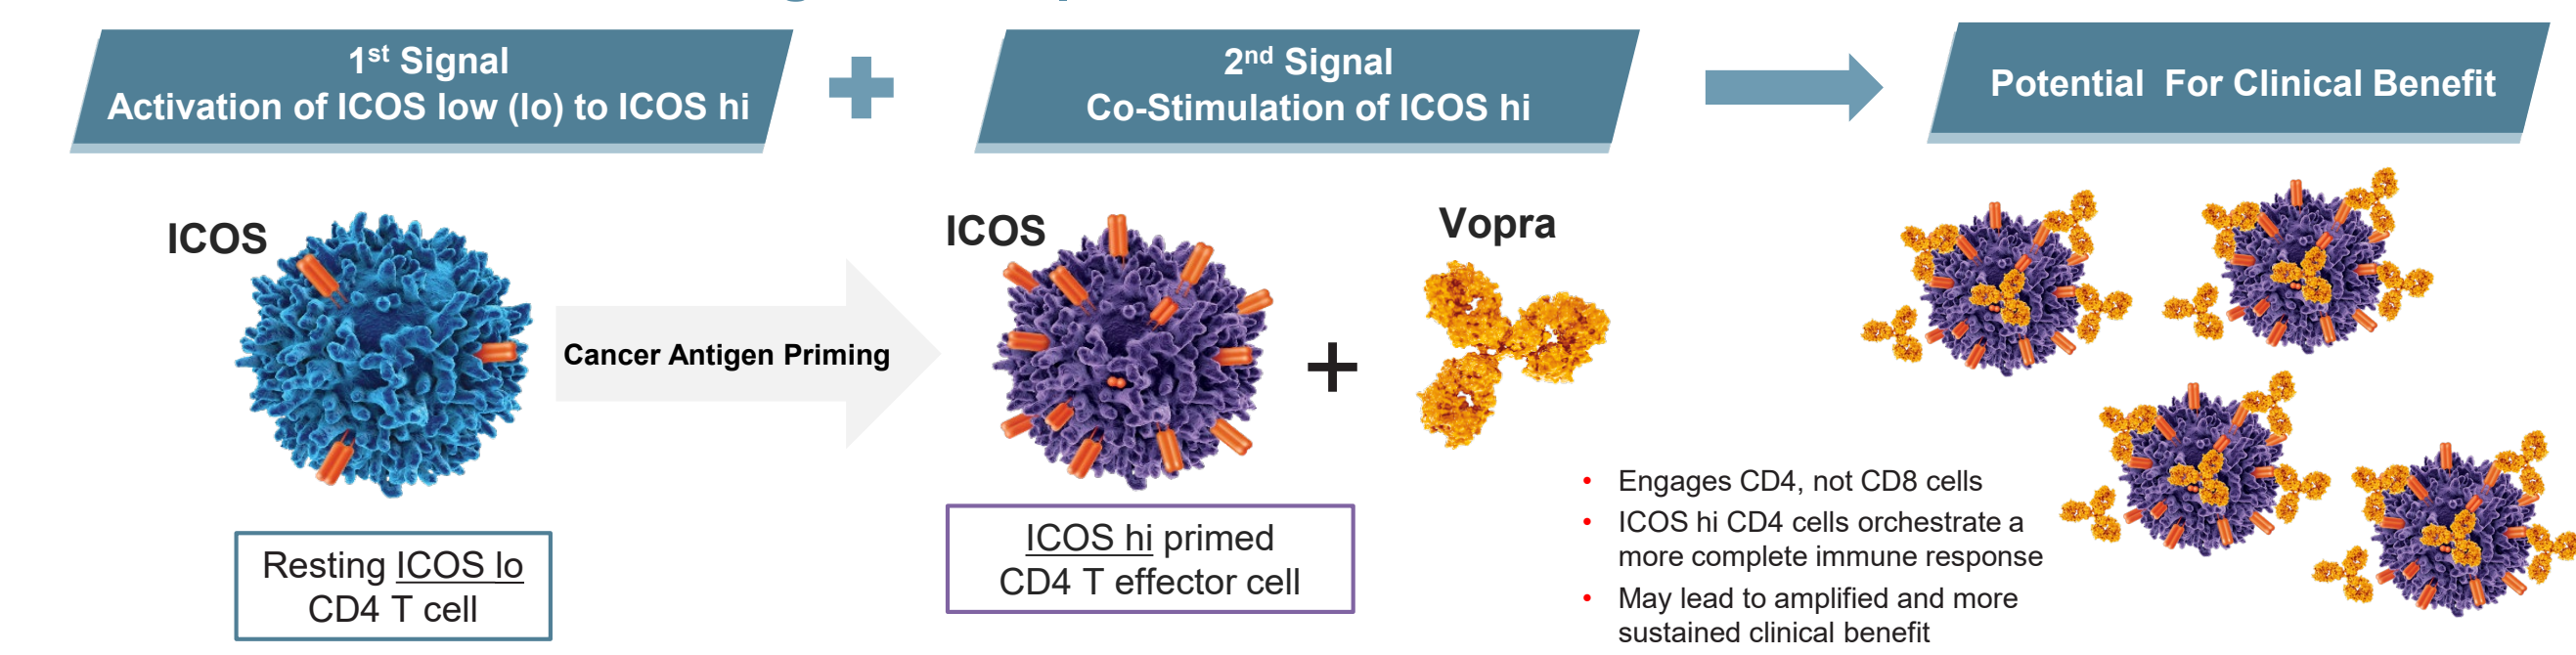 1st Signal
Activation of ICOS low (lo) to ICOS hi
2nd Signal
Co-Stimulation of ICOS hi
Potential  For Clinical Benefit
ICOS
Cancer Antigen Priming
ICOS
+
Vopra
Resting ICOS lo
CD4 T cell
ICOS hi primed
CD4 T effector cell
• Engages CD4, not CD8 cells
• ICOS hi CD4 cells orchestrate a
more complete immune response
• May lead to amplified and more
sustained clinical benefit